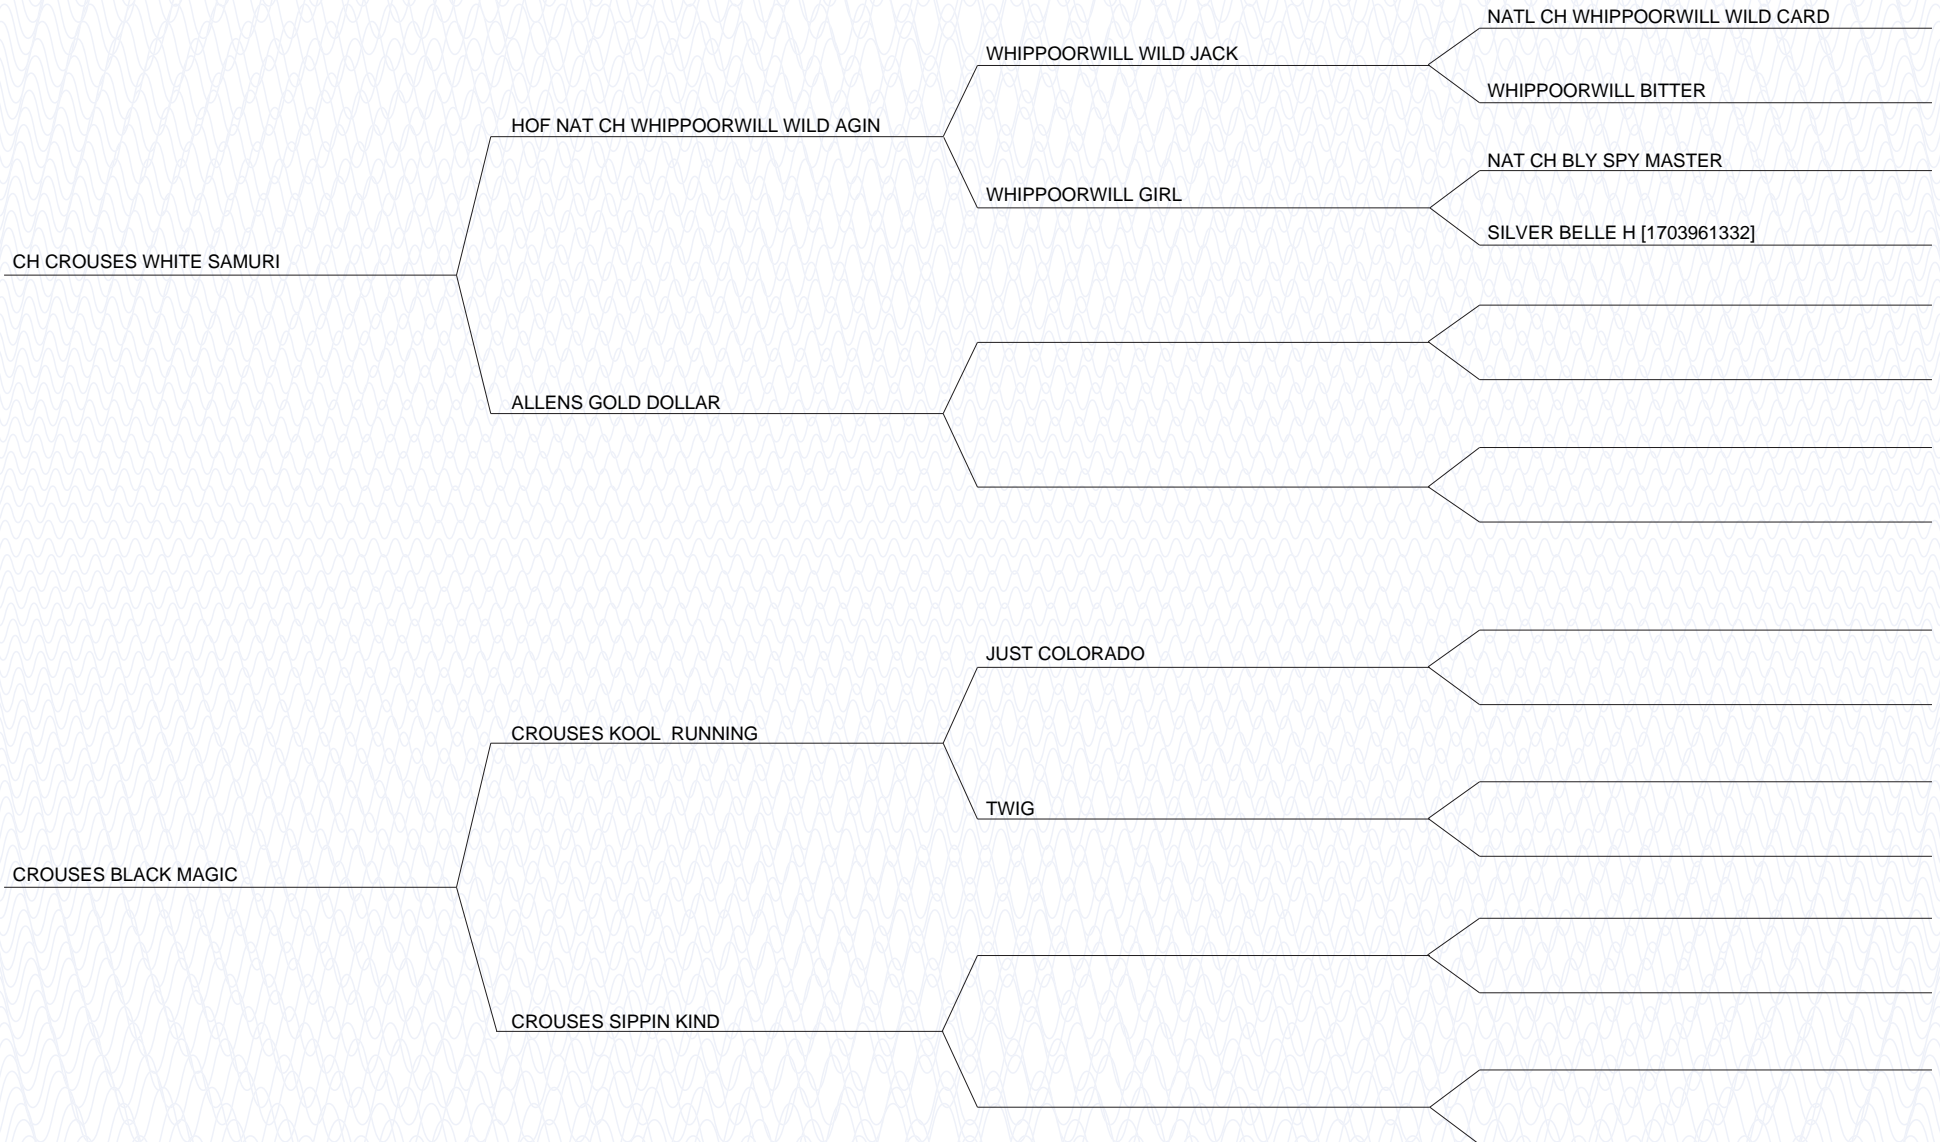 NATL CH WHIPPOORWILL WILD CARD
WHIPPOORWILL WILD JACK
WHIPPOORWILL BITTER
HOF NAT CH WHIPPOORWILL WILD AGIN
NAT CH BLY SPY MASTER
WHIPPOORWILL GIRL
SILVER BELLE H [1703961332]
CH CROUSES WHITE SAMURI
ALLENS GOLD DOLLAR
JUST COLORADO
CROUSES KOOL  RUNNING
TWIG
CROUSES BLACK MAGIC
CROUSES SIPPIN KIND